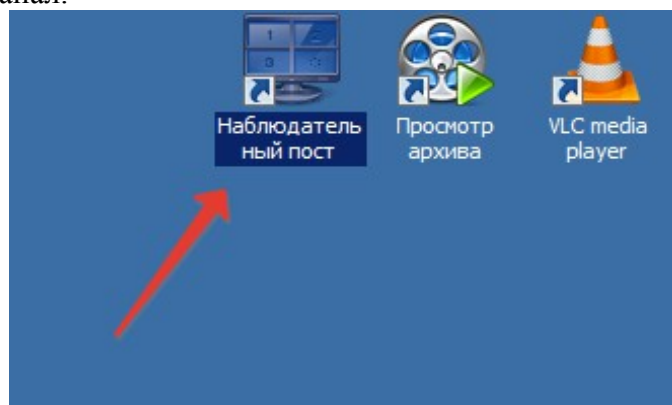 Наблюдатель
ный пост
Просмотр
архива
VLC media
player